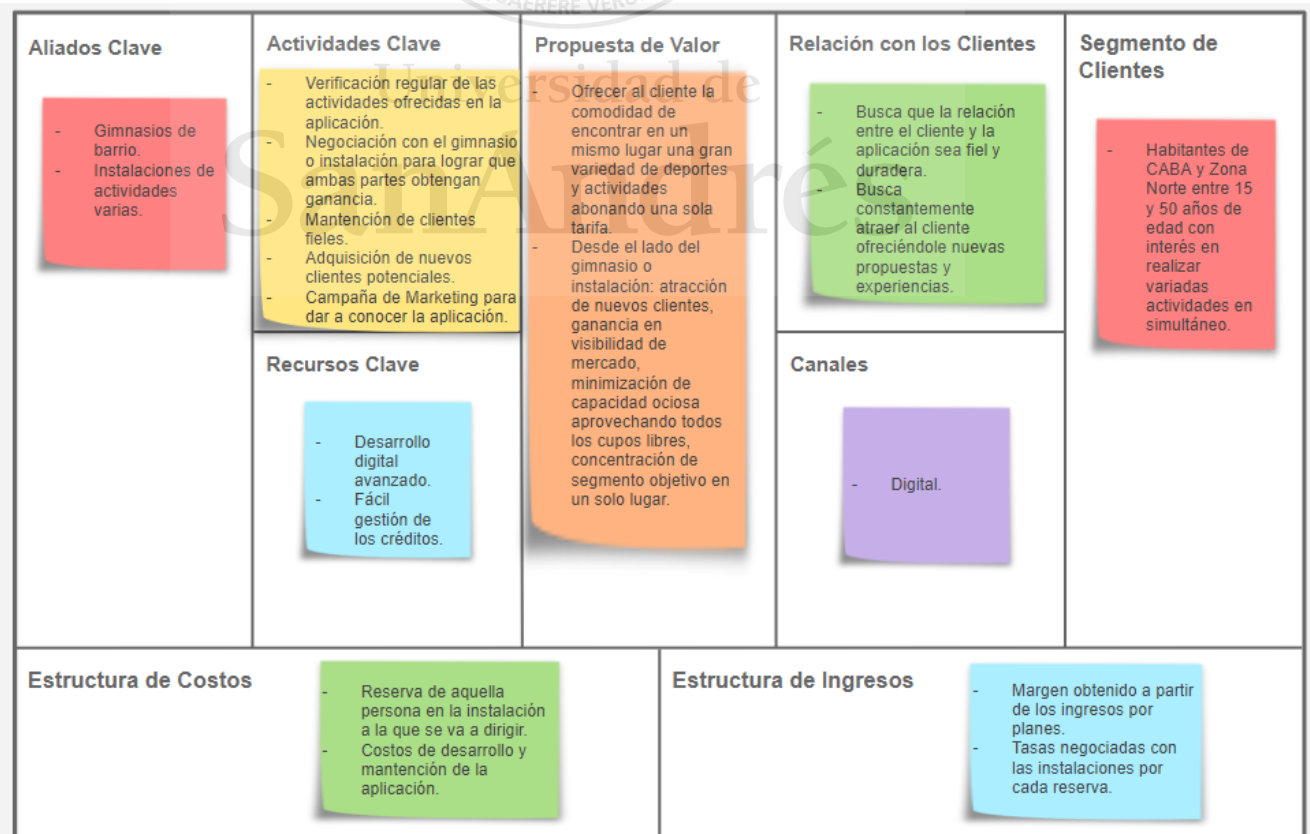 QUAERERE VERUM
Aliados Clave
- Gimnasios de
barrio.
- Instalaciones de
actividades
varias.
Actividades Clave
- Verificación regular de las
actividades ofrecidas en la
aplicación.
- Negociación con el gimnasio
o instalación para lograr que
ambas partes obtengan
ganancia.
- Mantención de clientes
fieles.
- Adquisición de nuevos
clientes potenciales.
- Campaña de Marketing para
dar a conocer la aplicación.
Recursos Clave
- Desarrollo
digital
avanzado.
- Fácil
gestión de
los créditos.
Propuesta de Valor
- Ofrecer al cliente la
comodidad de
encontrar en un
mismo lugar una gran
variedad de deportes
y actividades
abonando una sola
tarifa.
- Desde el lado del
gimnasio o
instalación: atracción
de nuevos clientes,
ganancia en
visibilidad de
mercado,
minimización de
capacidad ociosa
aprovechando todos
los cupos libres,
concentración de
segmento objetivo en
un solo lugar.
Relación con los Clientes
- Busca que la relación
entre el cliente y la
aplicación sea fiel y
duradera.
- Busca
constantemente
atraer al cliente
ofreciéndole nuevas
propuestas y
experiencias.
Canales
- Digital.
Segmento de
Clientes
- Habitantes de
CABA y Zona
Norte entre 15
y 50 años de
edad con
interés en
realizar
variadas
actividades en
simultáneo.
Estructura de Costos
- Reserva de aquella
persona en la instalación
a la que se va a dirigir.
- Costos de desarrollo y
mantención de la
aplicación.
Estructura de Ingresos
- Margen obtenido a partir
de los ingresos por
planes.
- Tasas negociadas con
las instalaciones por
cada reserva.
Universidad de
SanAndrés